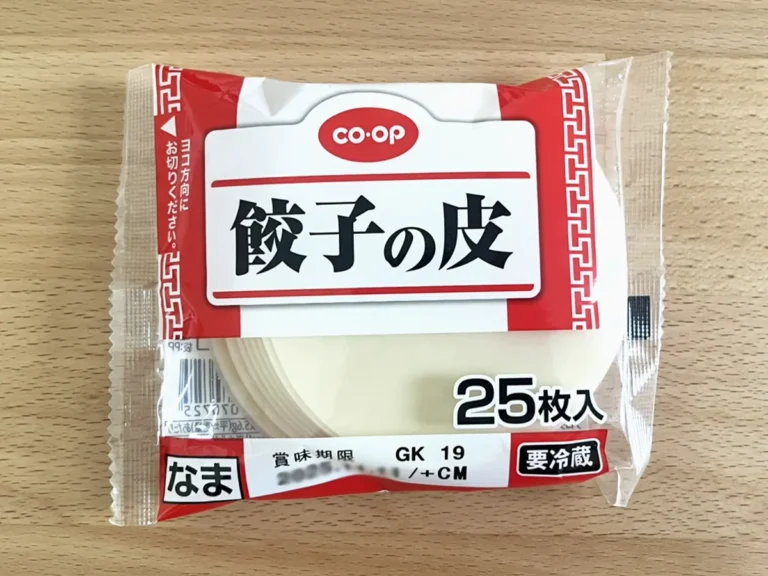 CO·OP
ヨコ方向に
お切りください。
餃子の皮
25枚入
なま
賞味期限 GK 19
/+CM
要冷蔵